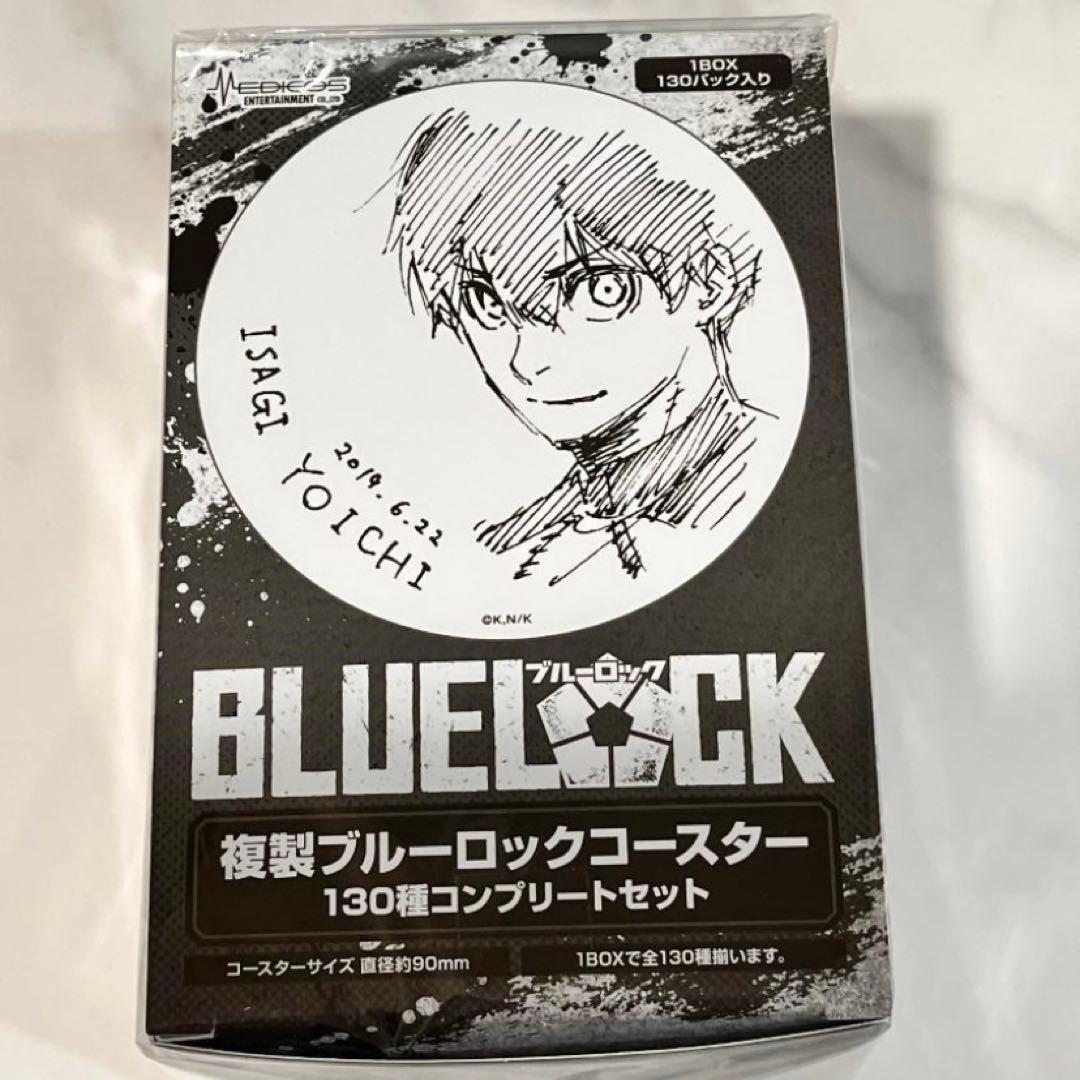 MEDICOS
ENTERTAINMENT CO.,LTD
1BOX
130パック入り
ISAGI
2019.6.22
YOICHI
©K,N/K
ブルーロック
BLUELOCK
複製ブルーロックコースター
130種コンプリートセット
コースターサイズ 直径約90mm
1BOXで全130種揃います。